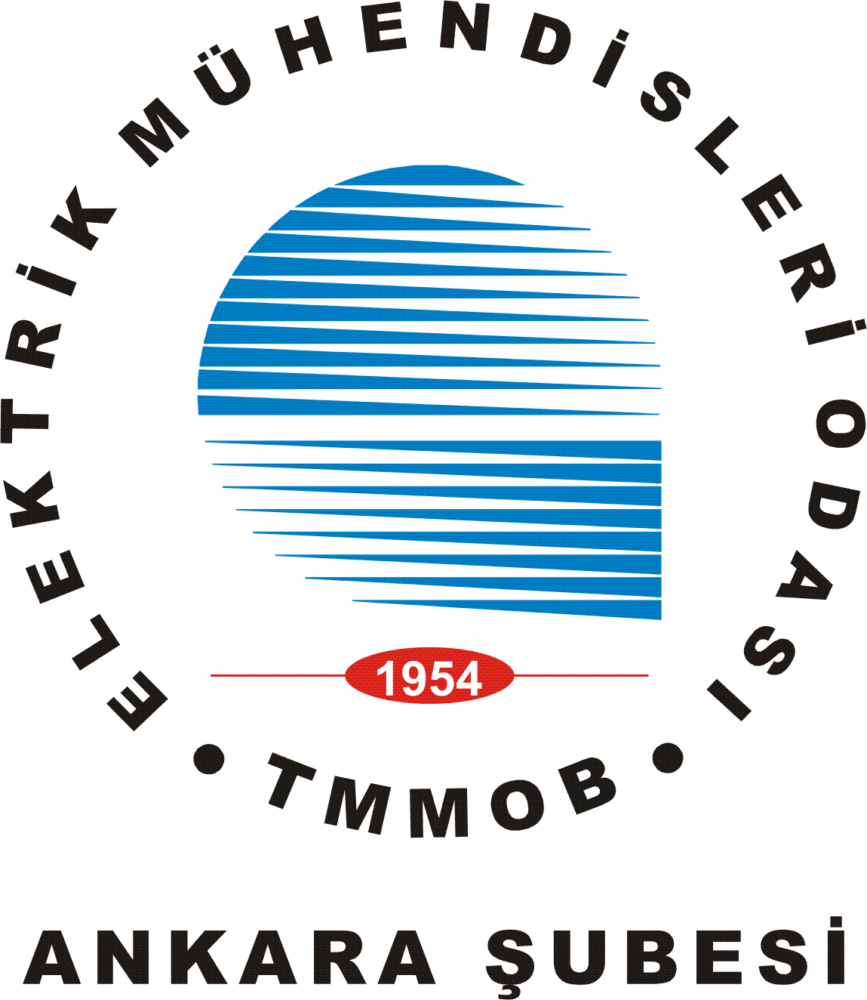 ELEKTRİK MÜHENDİSLERİ ODASI
1954
• TMMOB •
ANKARA ŞUBESİ